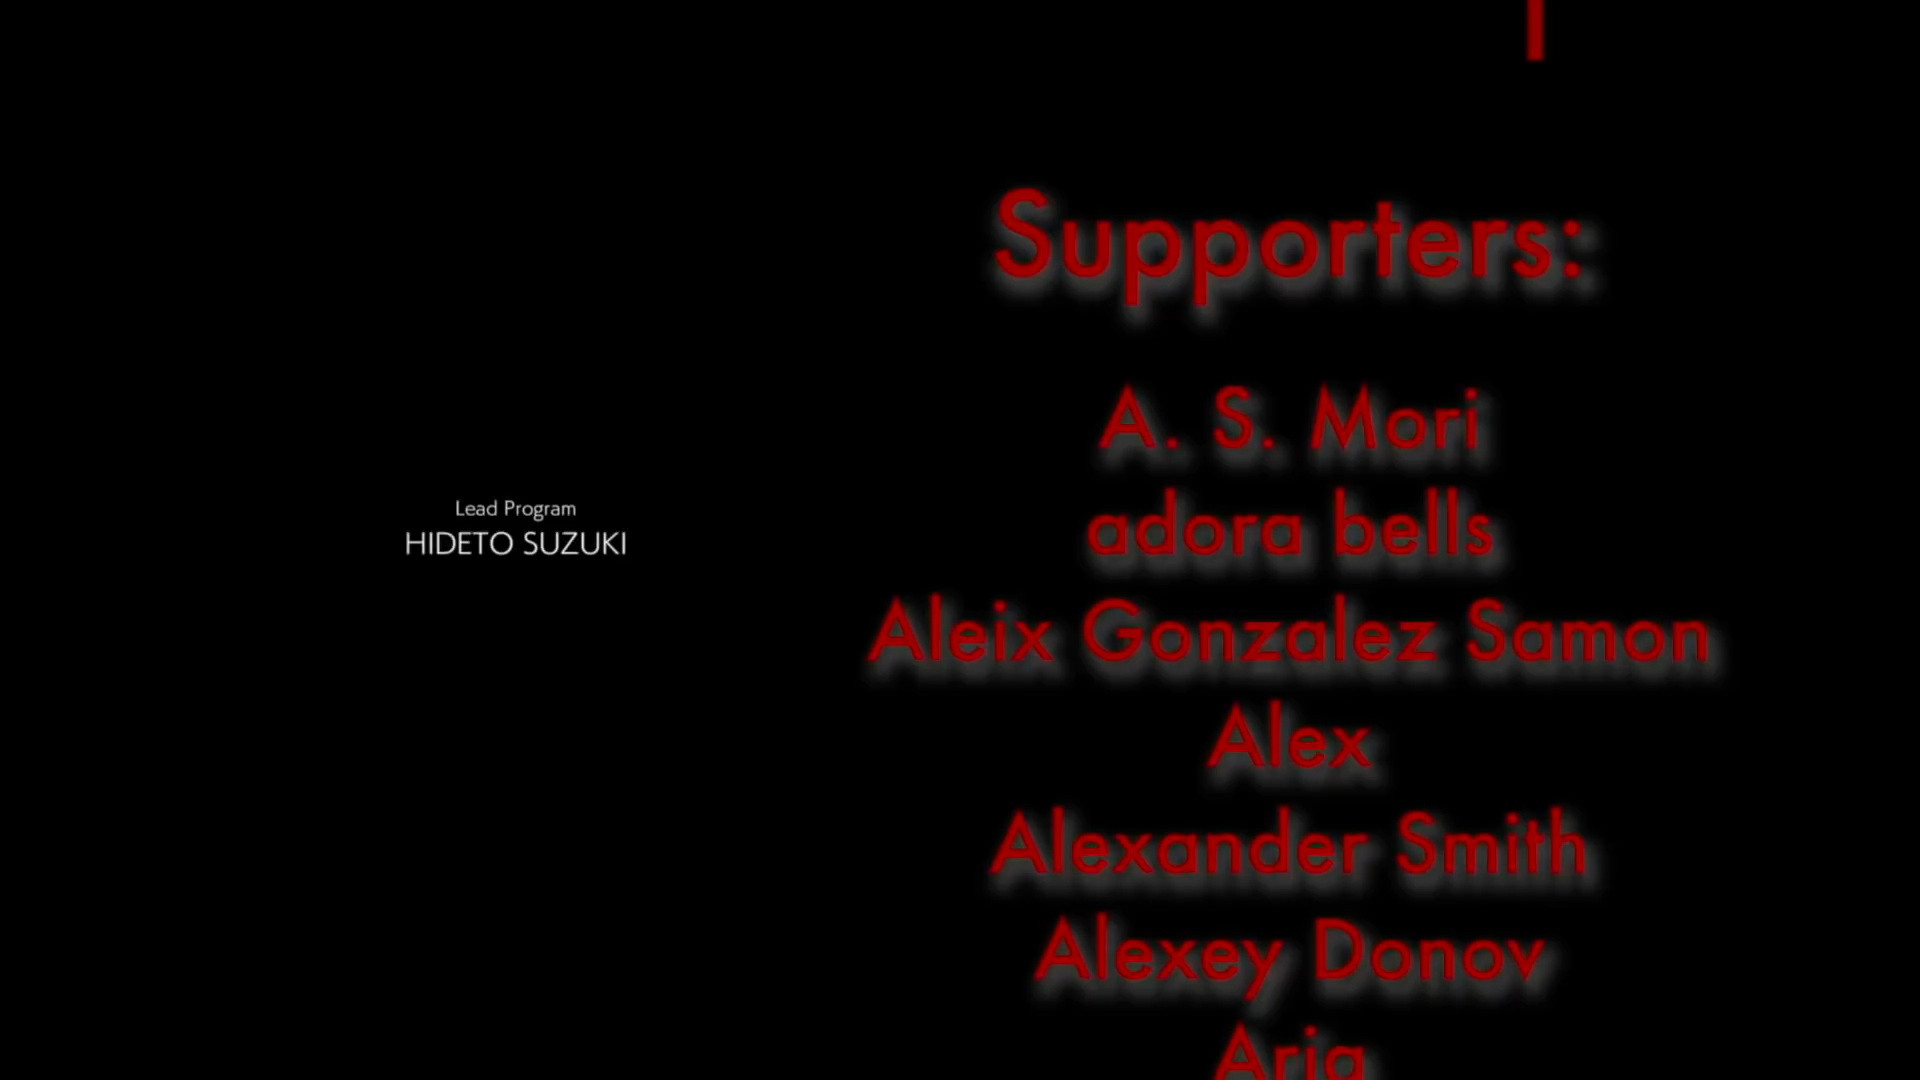 Lead Program
HIDETO SUZUKI
Supporters:
A. S. Mori
adora bells
Aleix Gonzalez Samon
Alex
Alexander Smith
Alexey Donov
Aria